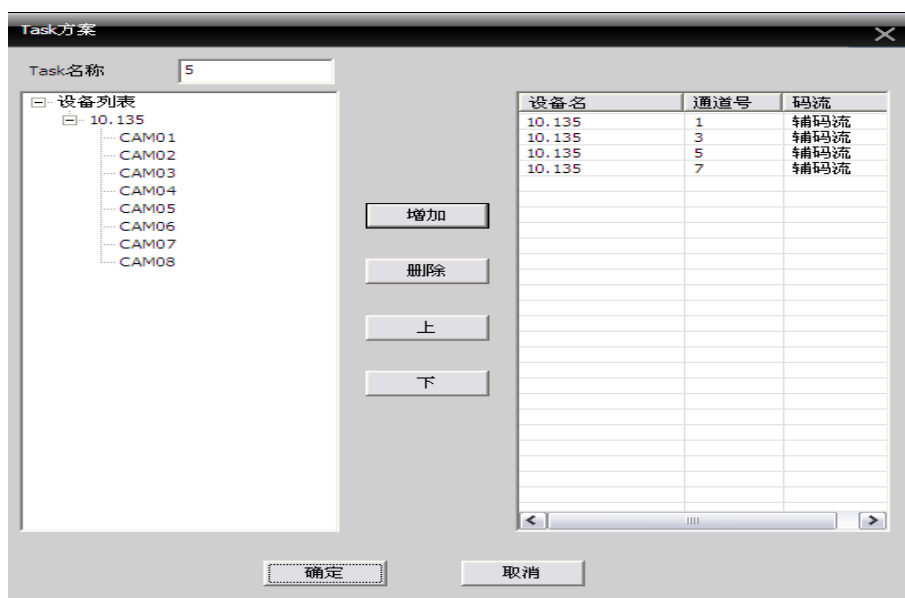 Task方案
Task名称 5
设备列表
10.135
CAM01
CAM02
CAM03
CAM04
CAM05
CAM06
CAM07
CAM08
增加
删除
上
下
设备名 通道号 码流
10.135 1 辅码流
10.135 3 辅码流
10.135 5 辅码流
10.135 7 辅码流
确定 取消